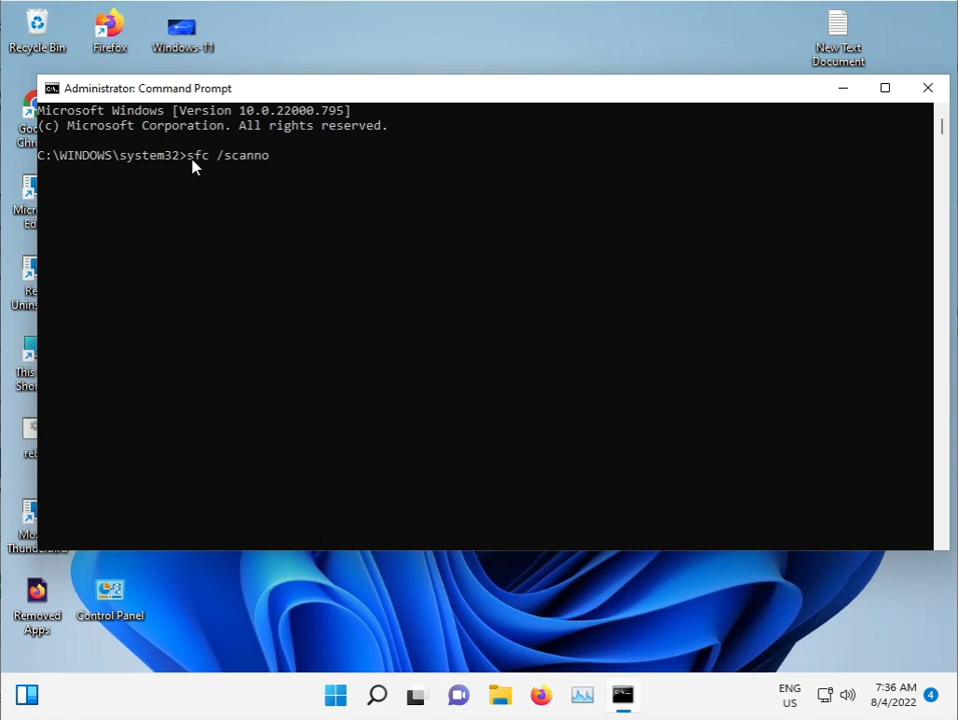 Recycle Bin
Firefox
Windows-11
New Text
Document
Administrator: Command Prompt
Microsoft Windows [Version 10.0.22000.795]
(c) Microsoft Corporation. All rights reserved.
C:\WINDOWS\system32>sfc /scanno
Removed
Apps
Control Panel
ENG
US
7:36 AM
8/4/2022
4